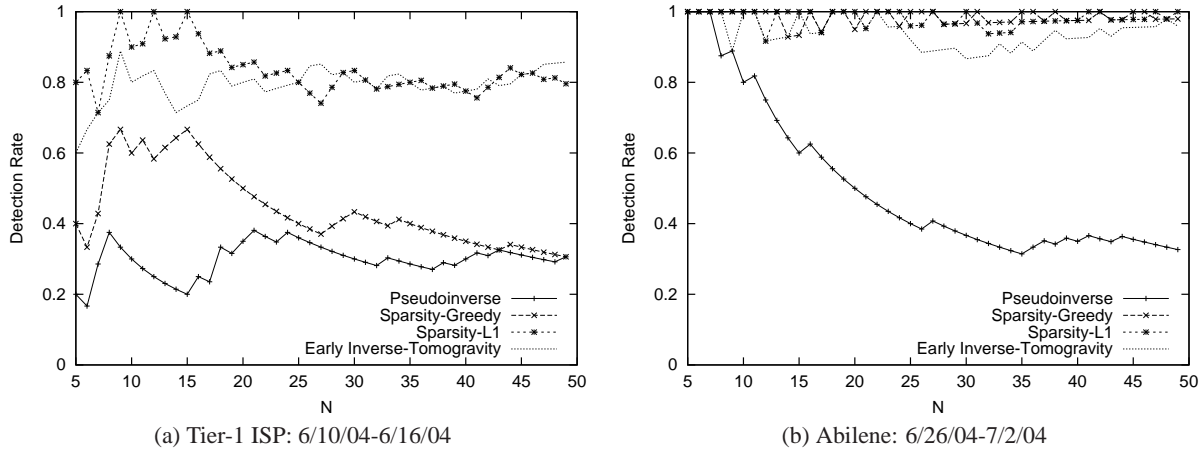 1
0.8
0.6
0.4
0.2
0
Detection Rate
5 10 15 20 25 30 35 40 45 50
N
Pseudoinverse
Sparsity-Greedy
Sparsity-L1
Early Inverse-Tomogravity
(a) Tier-1 ISP: 6/10/04-6/16/04
1
0.8
0.6
0.4
0.2
0
Detection Rate
5 10 15 20 25 30 35 40 45 50
N
Pseudoinverse
Sparsity-Greedy
Sparsity-L1
Early Inverse-Tomogravity
(b) Abilene: 6/26/04-7/2/04